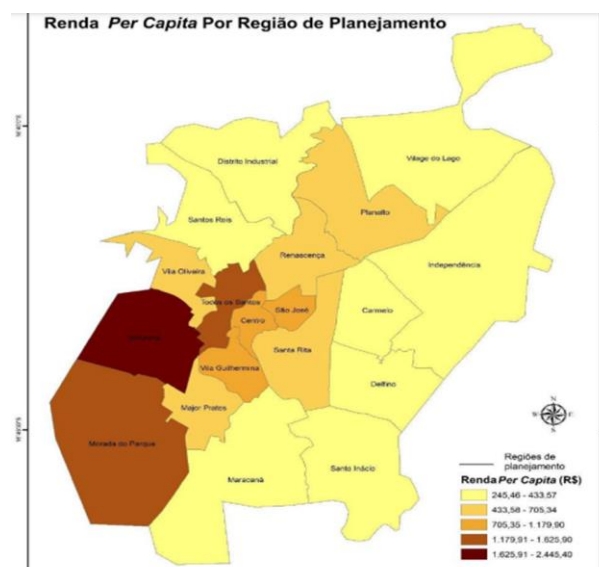 Renda Per Capita Por Região de Planejamento
Distrito Industrial
Village do Lago
Planalto
Santos Reis
Renascença
Independência
Vila Oliveira
Todos os Santos
São José
Carmelo
Centro
Santa Rita
Vila Guilhermina
Delfino
Major Prates
Morada do Parque
Maracanã
Santo Inácio
N
W
E
S
Regiões de
planejamento
Renda Per Capita (R$)
245,46 - 433,57
433,58 - 705,34
705,35 - 1.179,90
1.179,91 - 1.625,90
1.625,91 - 2.445,40